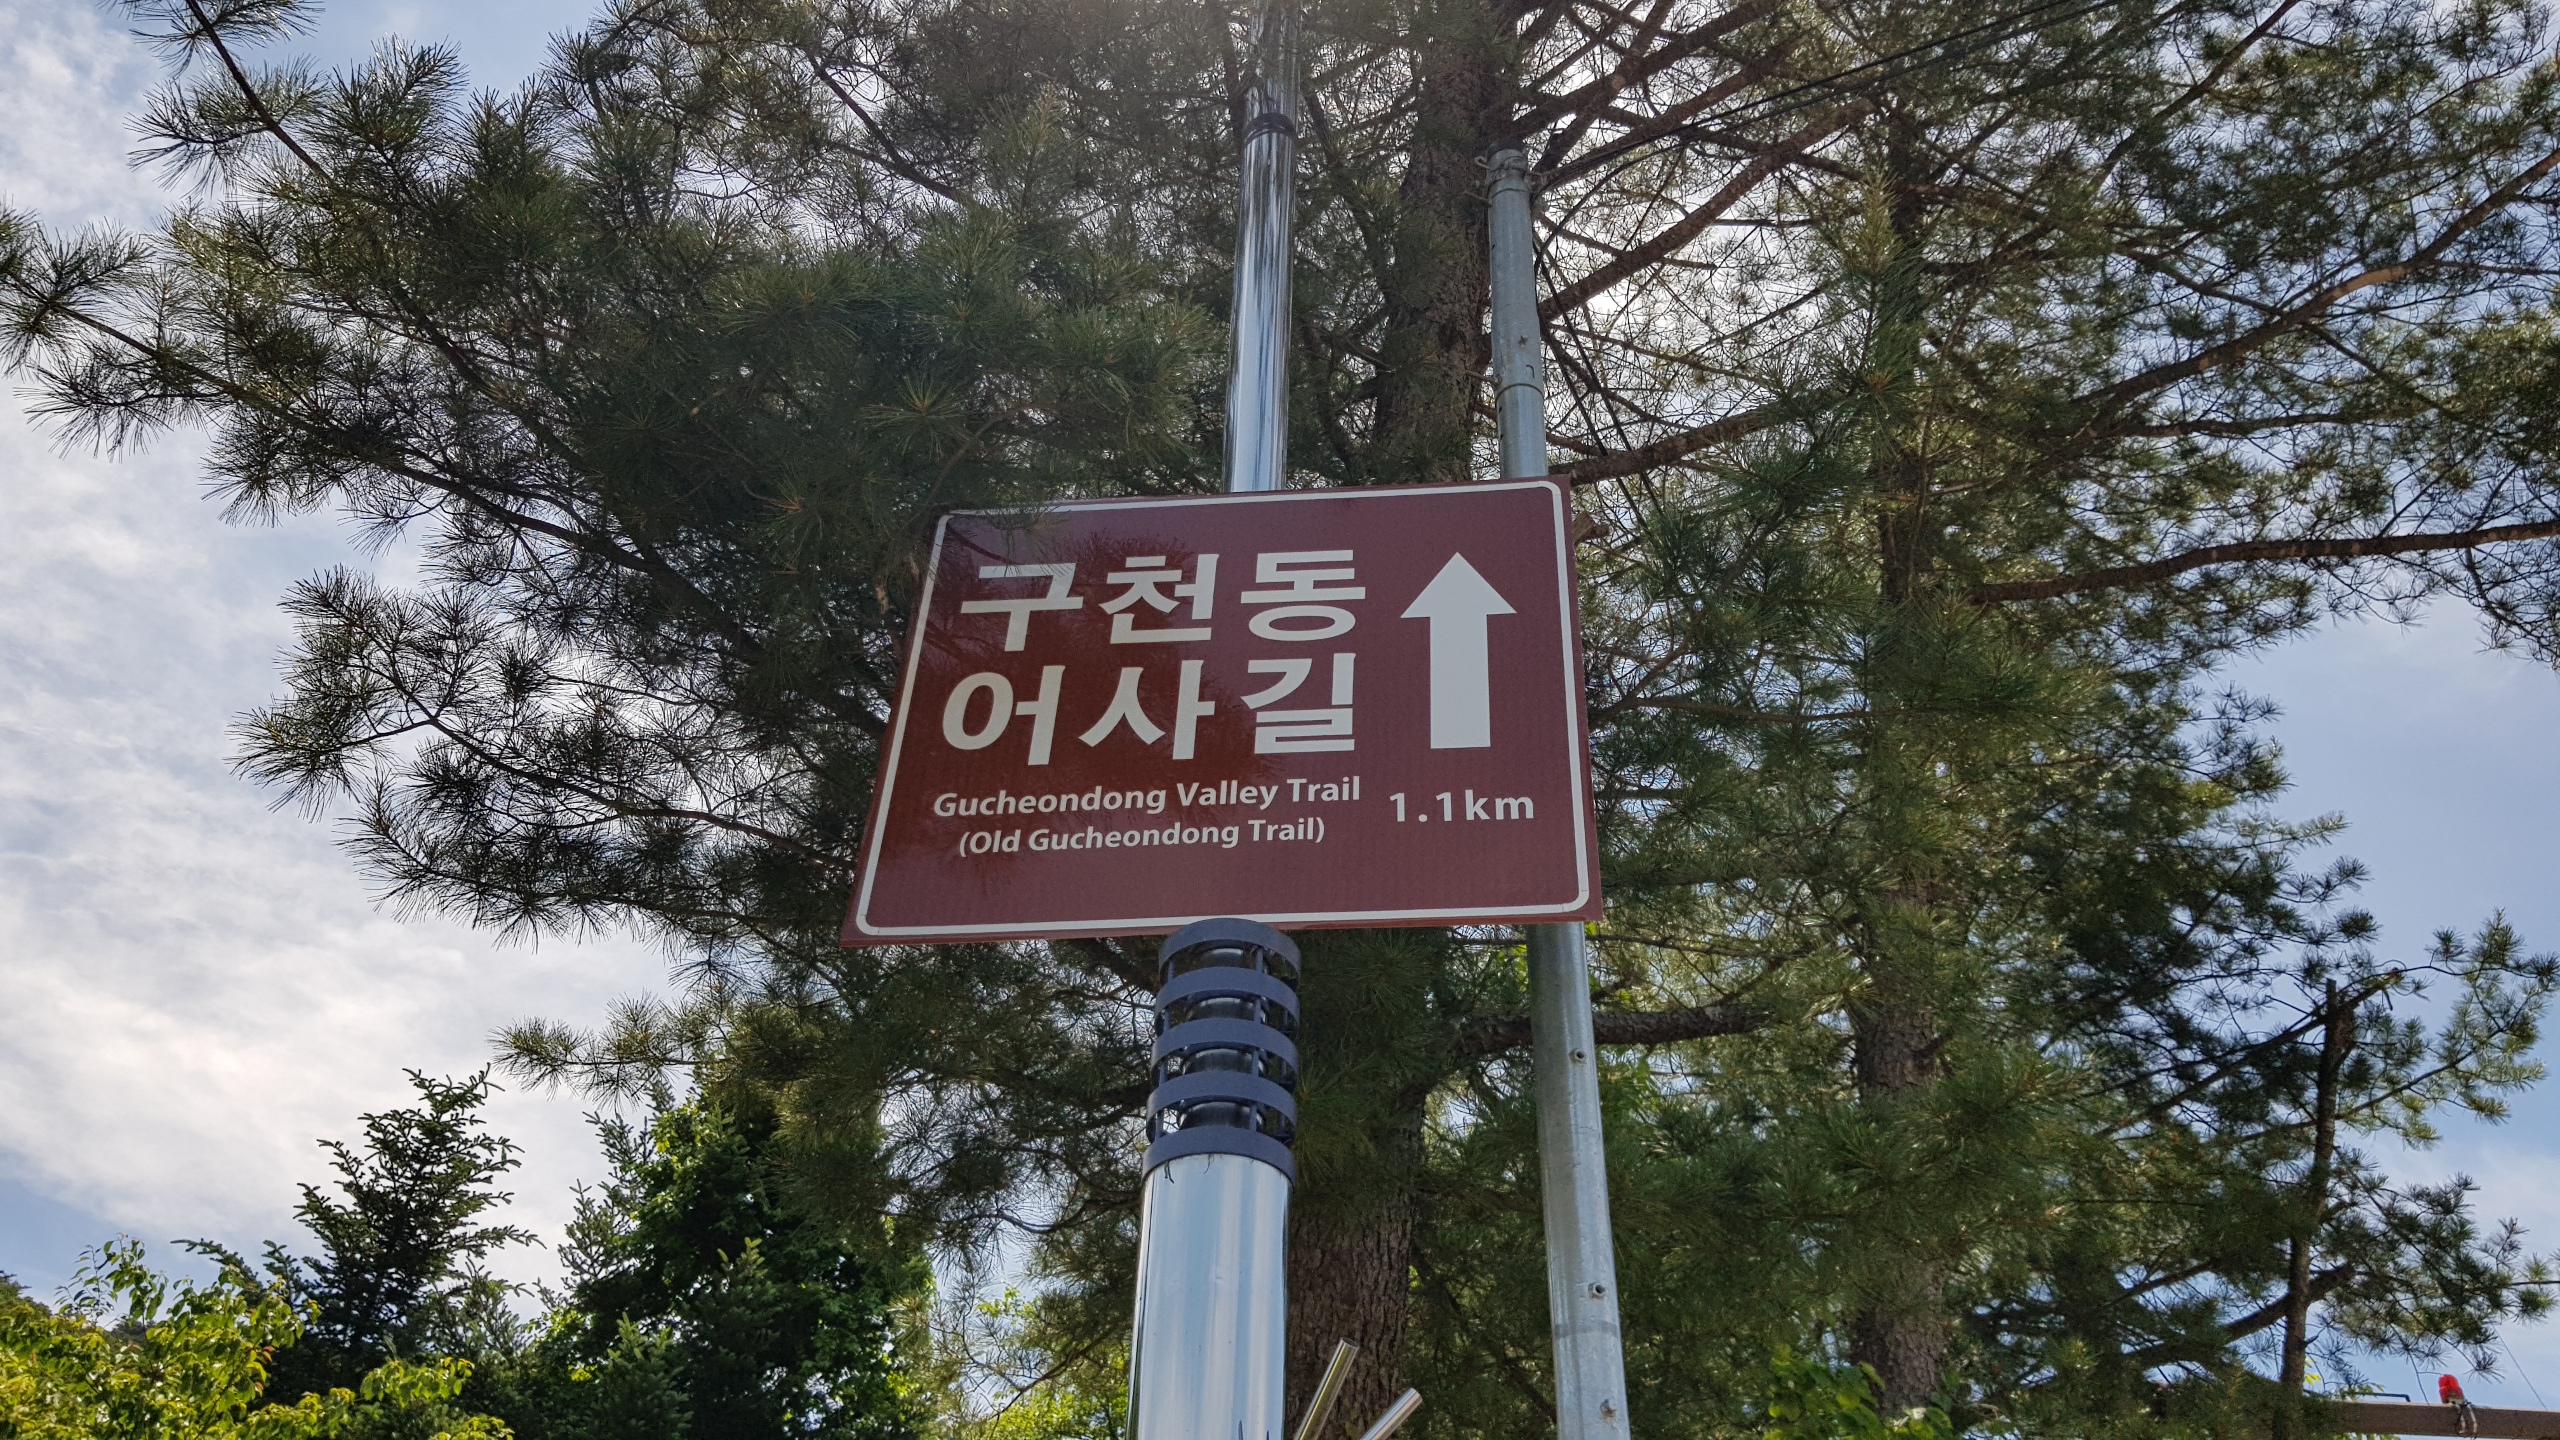 구천동
어사길
Gucheondong Valley Trail
(Old Gucheondong Trail)
1.1km